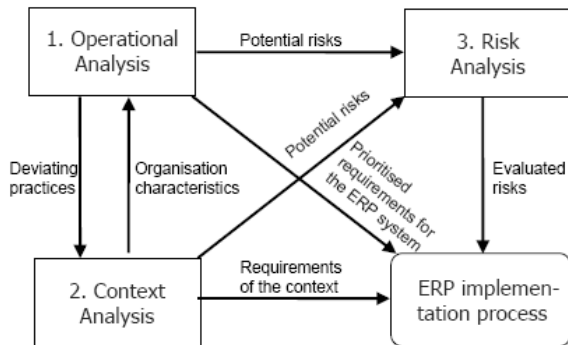 1. Operational
Analysis
Potential risks
3. Risk
Analysis
Deviating
practices
Organisation
characteristics
Potential risks
Prioritised
requirements for
the ERP system
Evaluated
risks
2. Context
Analysis
Requirements
of the context
ERP implemen-
tation process